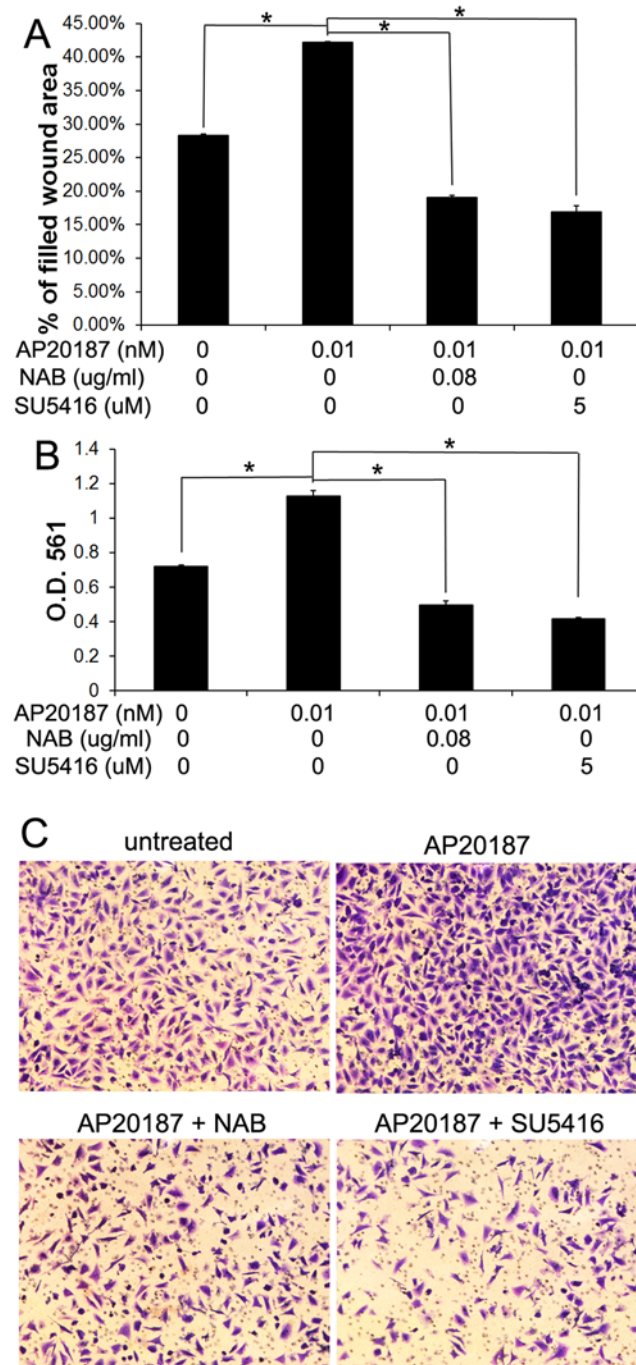 A
% of filled wound area
45.00%
40.00%
35.00%
30.00%
25.00%
20.00%
15.00%
10.00%
5.00%
0.00%
* * *
AP20187 (nM) 0 0.01 0.01 0.01
NAB (ug/ml) 0 0 0.08 0
SU5416 (uM) 0 0 0 5
B
O.D. 561
1.4
1.2
1
0.8
0.6
0.4
0.2
0
* * *
AP20187 (nM) 0 0.01 0.01 0.01
NAB (ug/ml) 0 0 0.08 0
SU5416 (uM) 0 0 0 5
C
untreated AP20187
AP20187 + NAB AP20187 + SU5416